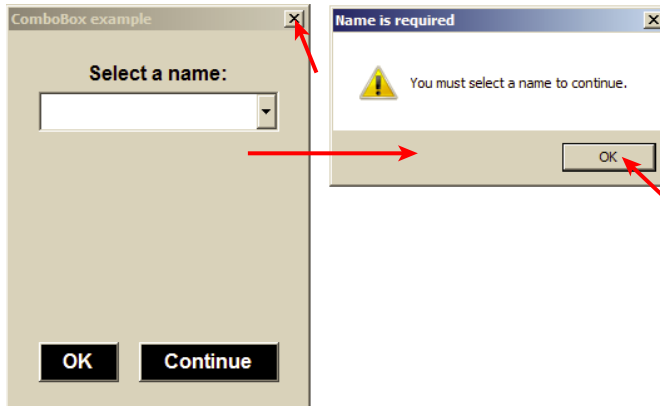 ComboBox example
Select a name:
OK
Continue
Name is required
You must select a name to continue.
OK